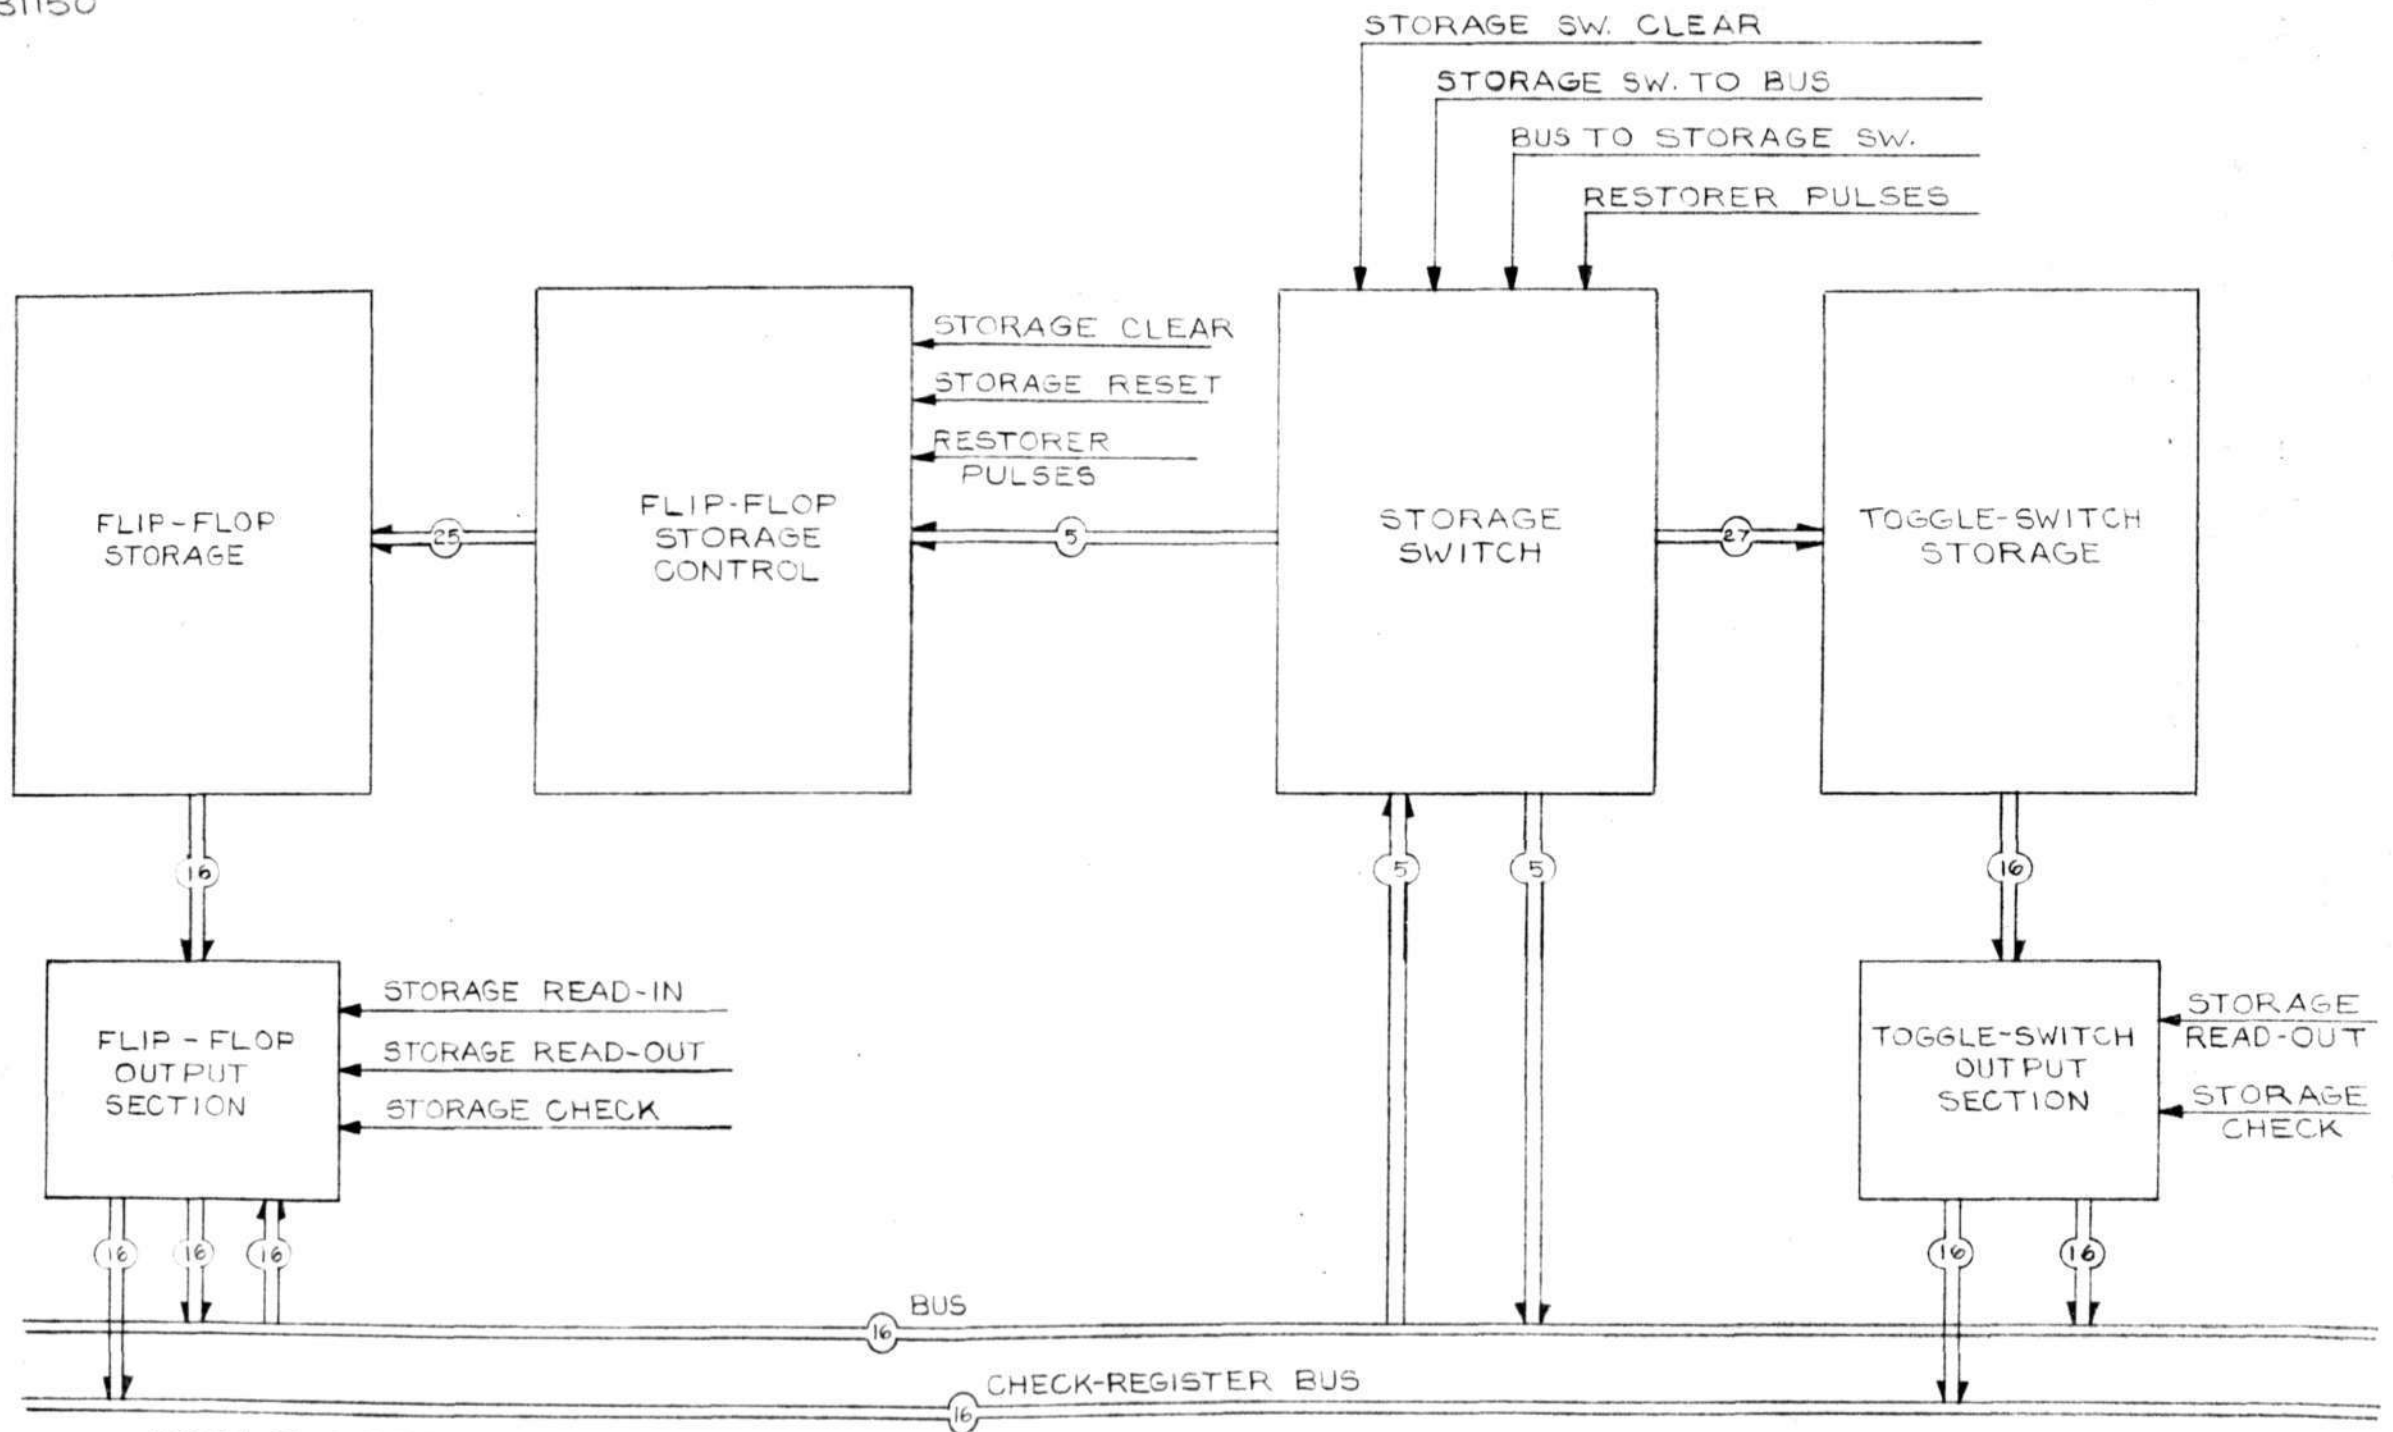 31150
STORAGE SW. CLEAR
STORAGE SW. TO BUS
BUS TO STORAGE SW.
RESTORER PULSES
STORAGE CLEAR
STORAGE RESET
RESTORER
PULSES
FLIP-FLOP
STORAGE
25
FLIP-FLOP
STORAGE
CONTROL
5
STORAGE
SWITCH
27
TOGGLE-SWITCH
STORAGE
16
5
5
16
FLIP-FLOP
OUTPUT
SECTION
STORAGE READ-IN
STORAGE READ-OUT
STORAGE CHECK
TOGGLE-SWITCH
OUTPUT
SECTION
STORAGE
READ-OUT
STORAGE
CHECK
16
16
16
16
16
BUS
16
CHECK-REGISTER BUS
16